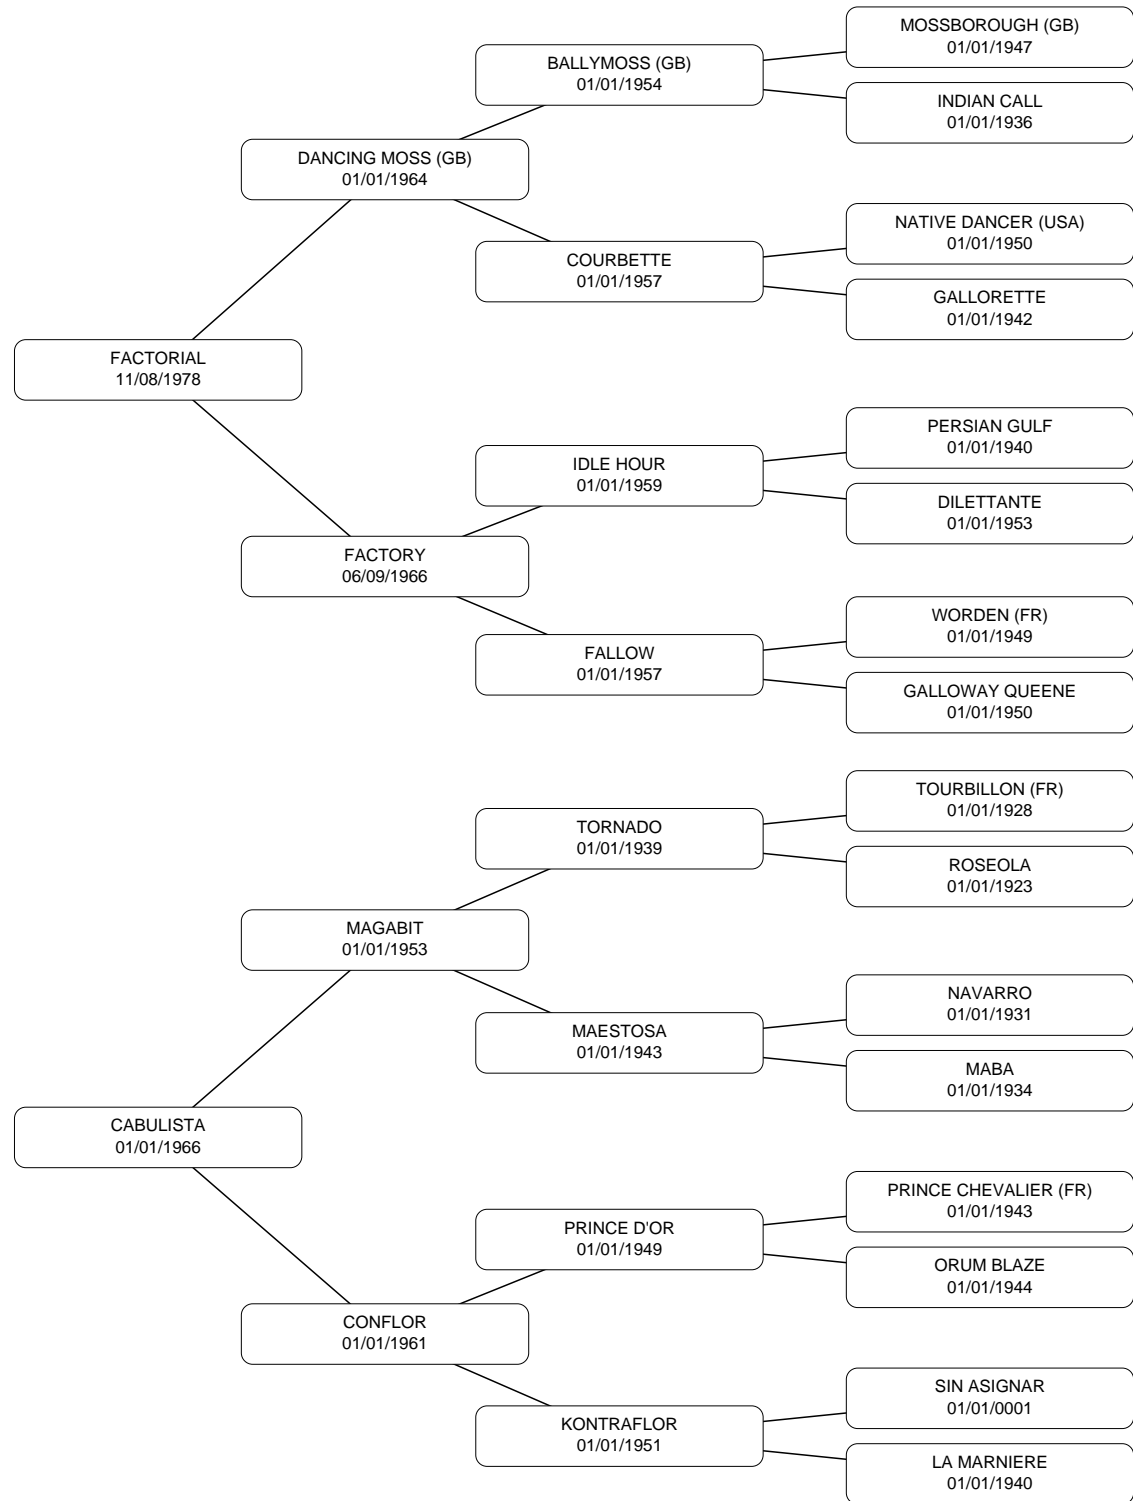 MOSSBOROUGH (GB)
01/01/1947
BALLYMOSS (GB)
01/01/1954
INDIAN CALL
01/01/1936
DANCING MOSS (GB)
01/01/1964
NATIVE DANCER (USA)
01/01/1950
COURBETTE
01/01/1957
GALLORETTE
01/01/1942
FACTORIAL
11/08/1978
PERSIAN GULF
01/01/1940
IDLE HOUR
01/01/1959
DILETTANTE
01/01/1953
FACTORY
06/09/1966
WORDEN (FR)
01/01/1949
FALLOW
01/01/1957
GALLOWAY QUEENE
01/01/1950
TOURBILLON (FR)
01/01/1928
TORNADO
01/01/1939
ROSEOLA
01/01/1923
MAGABIT
01/01/1953
NAVARRO
01/01/1931
MAESTOSA
01/01/1943
MABA
01/01/1934
CABULISTA
01/01/1966
PRINCE CHEVALIER (FR)
01/01/1943
PRINCE D'OR
01/01/1949
ORUM BLAZE
01/01/1944
CONFLOR
01/01/1961
SIN ASIGNAR
01/01/0001
KONTRAFLOR
01/01/1951
LA MARNIERE
01/01/1940